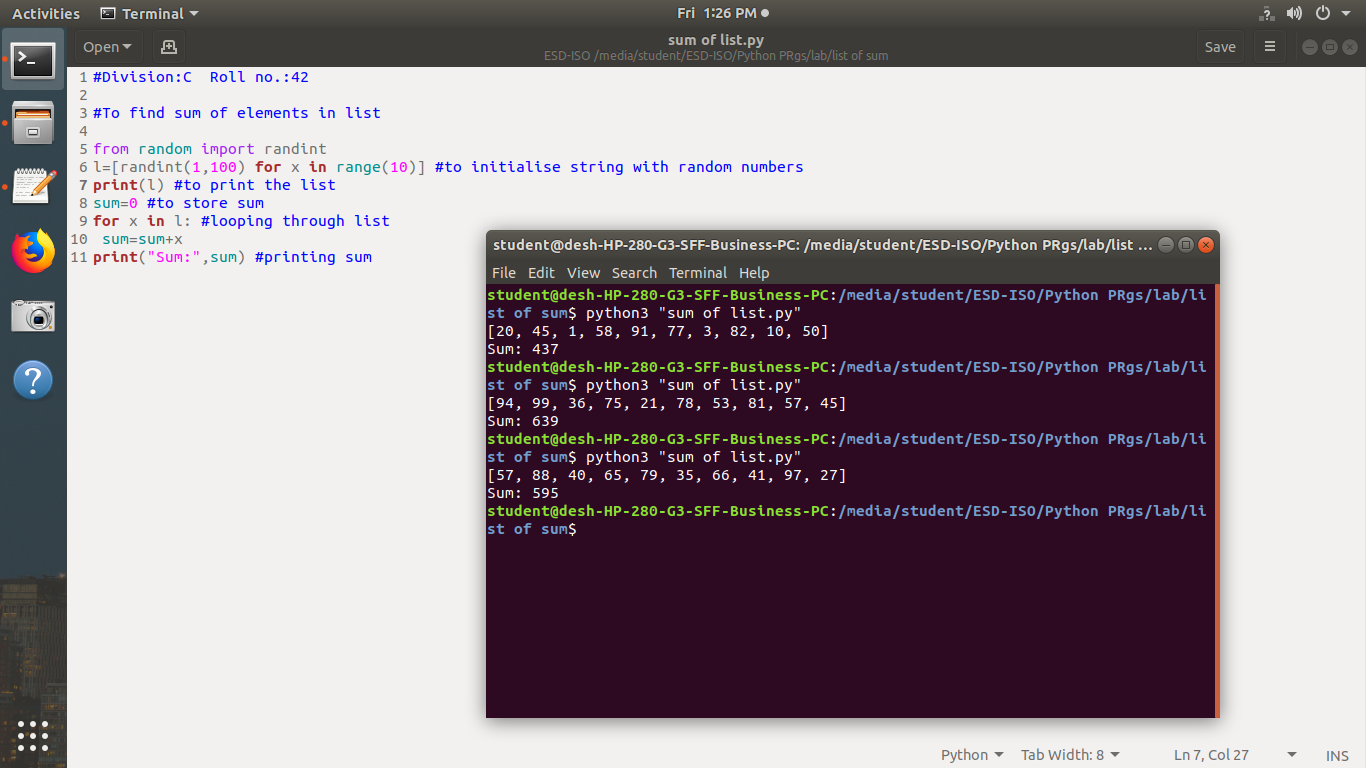 Activities Terminal Fri 1:26 PM
Open sum of list.py Save
ESD-ISO /media/student/ESD-ISO/Python PRgs/lab/list of sum
1 #Division:C  Roll no.:42
2
3 #To find sum of elements in list
4
5 from random import randint
6 l=[randint(1,100) for x in range(10)] #to initialise string with random numbers
7 print(l) #to print the list
8 sum=0 #to store sum
9 for x in l: #looping through list
10  sum=sum+x
11 print("Sum:",sum) #printing sum
student@desh-HP-280-G3-SFF-Business-PC: /media/student/ESD-ISO/Python PRgs/lab/list ...
File Edit View Search Terminal Help
student@desh-HP-280-G3-SFF-Business-PC:/media/student/ESD-ISO/Python PRgs/lab/li
st of sum$ python3 "sum of list.py"
[20, 45, 1, 58, 91, 77, 3, 82, 10, 50]
Sum: 437
student@desh-HP-280-G3-SFF-Business-PC:/media/student/ESD-ISO/Python PRgs/lab/li
st of sum$ python3 "sum of list.py"
[94, 99, 36, 75, 21, 78, 53, 81, 57, 45]
Sum: 639
student@desh-HP-280-G3-SFF-Business-PC:/media/student/ESD-ISO/Python PRgs/lab/li
st of sum$ python3 "sum of list.py"
[57, 88, 40, 65, 79, 35, 66, 41, 97, 27]
Sum: 595
student@desh-HP-280-G3-SFF-Business-PC:/media/student/ESD-ISO/Python PRgs/lab/li
st of sum$
Python Tab Width: 8 Ln 7, Col 27 INS